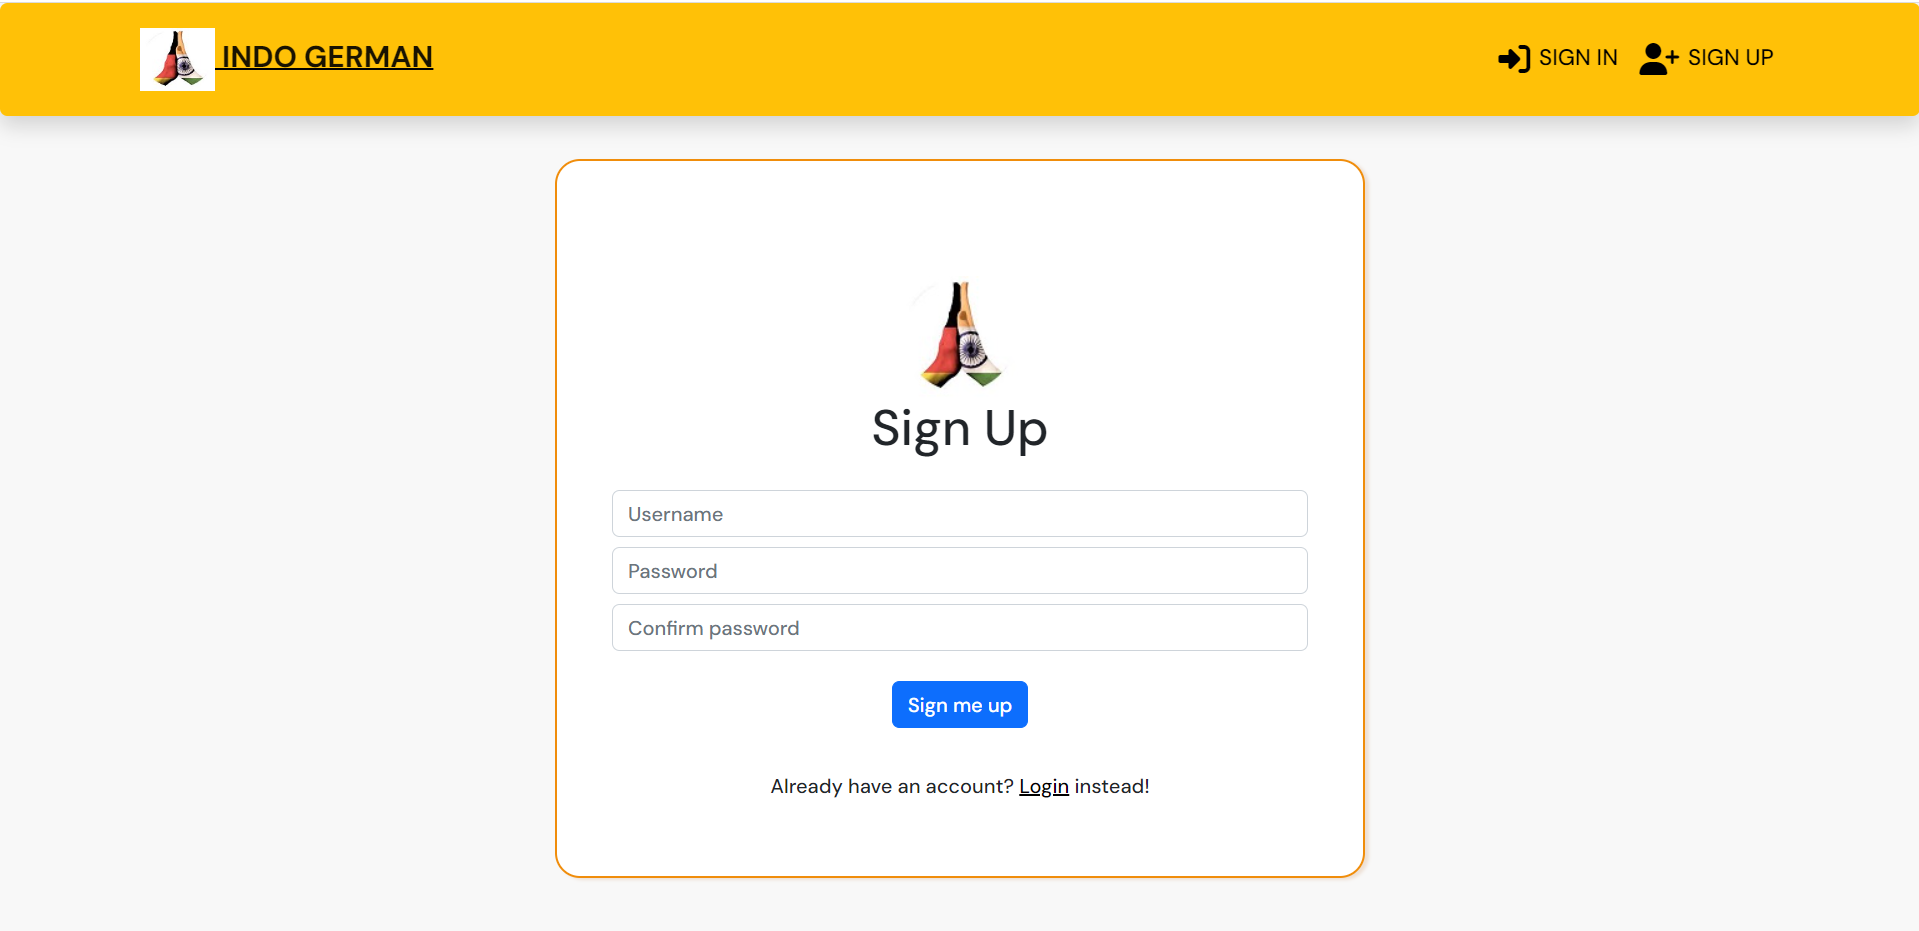 INDO GERMAN
SIGN IN
SIGN UP
Sign Up
Username
Password
Confirm password
Sign me up
Already have an account? Login instead!